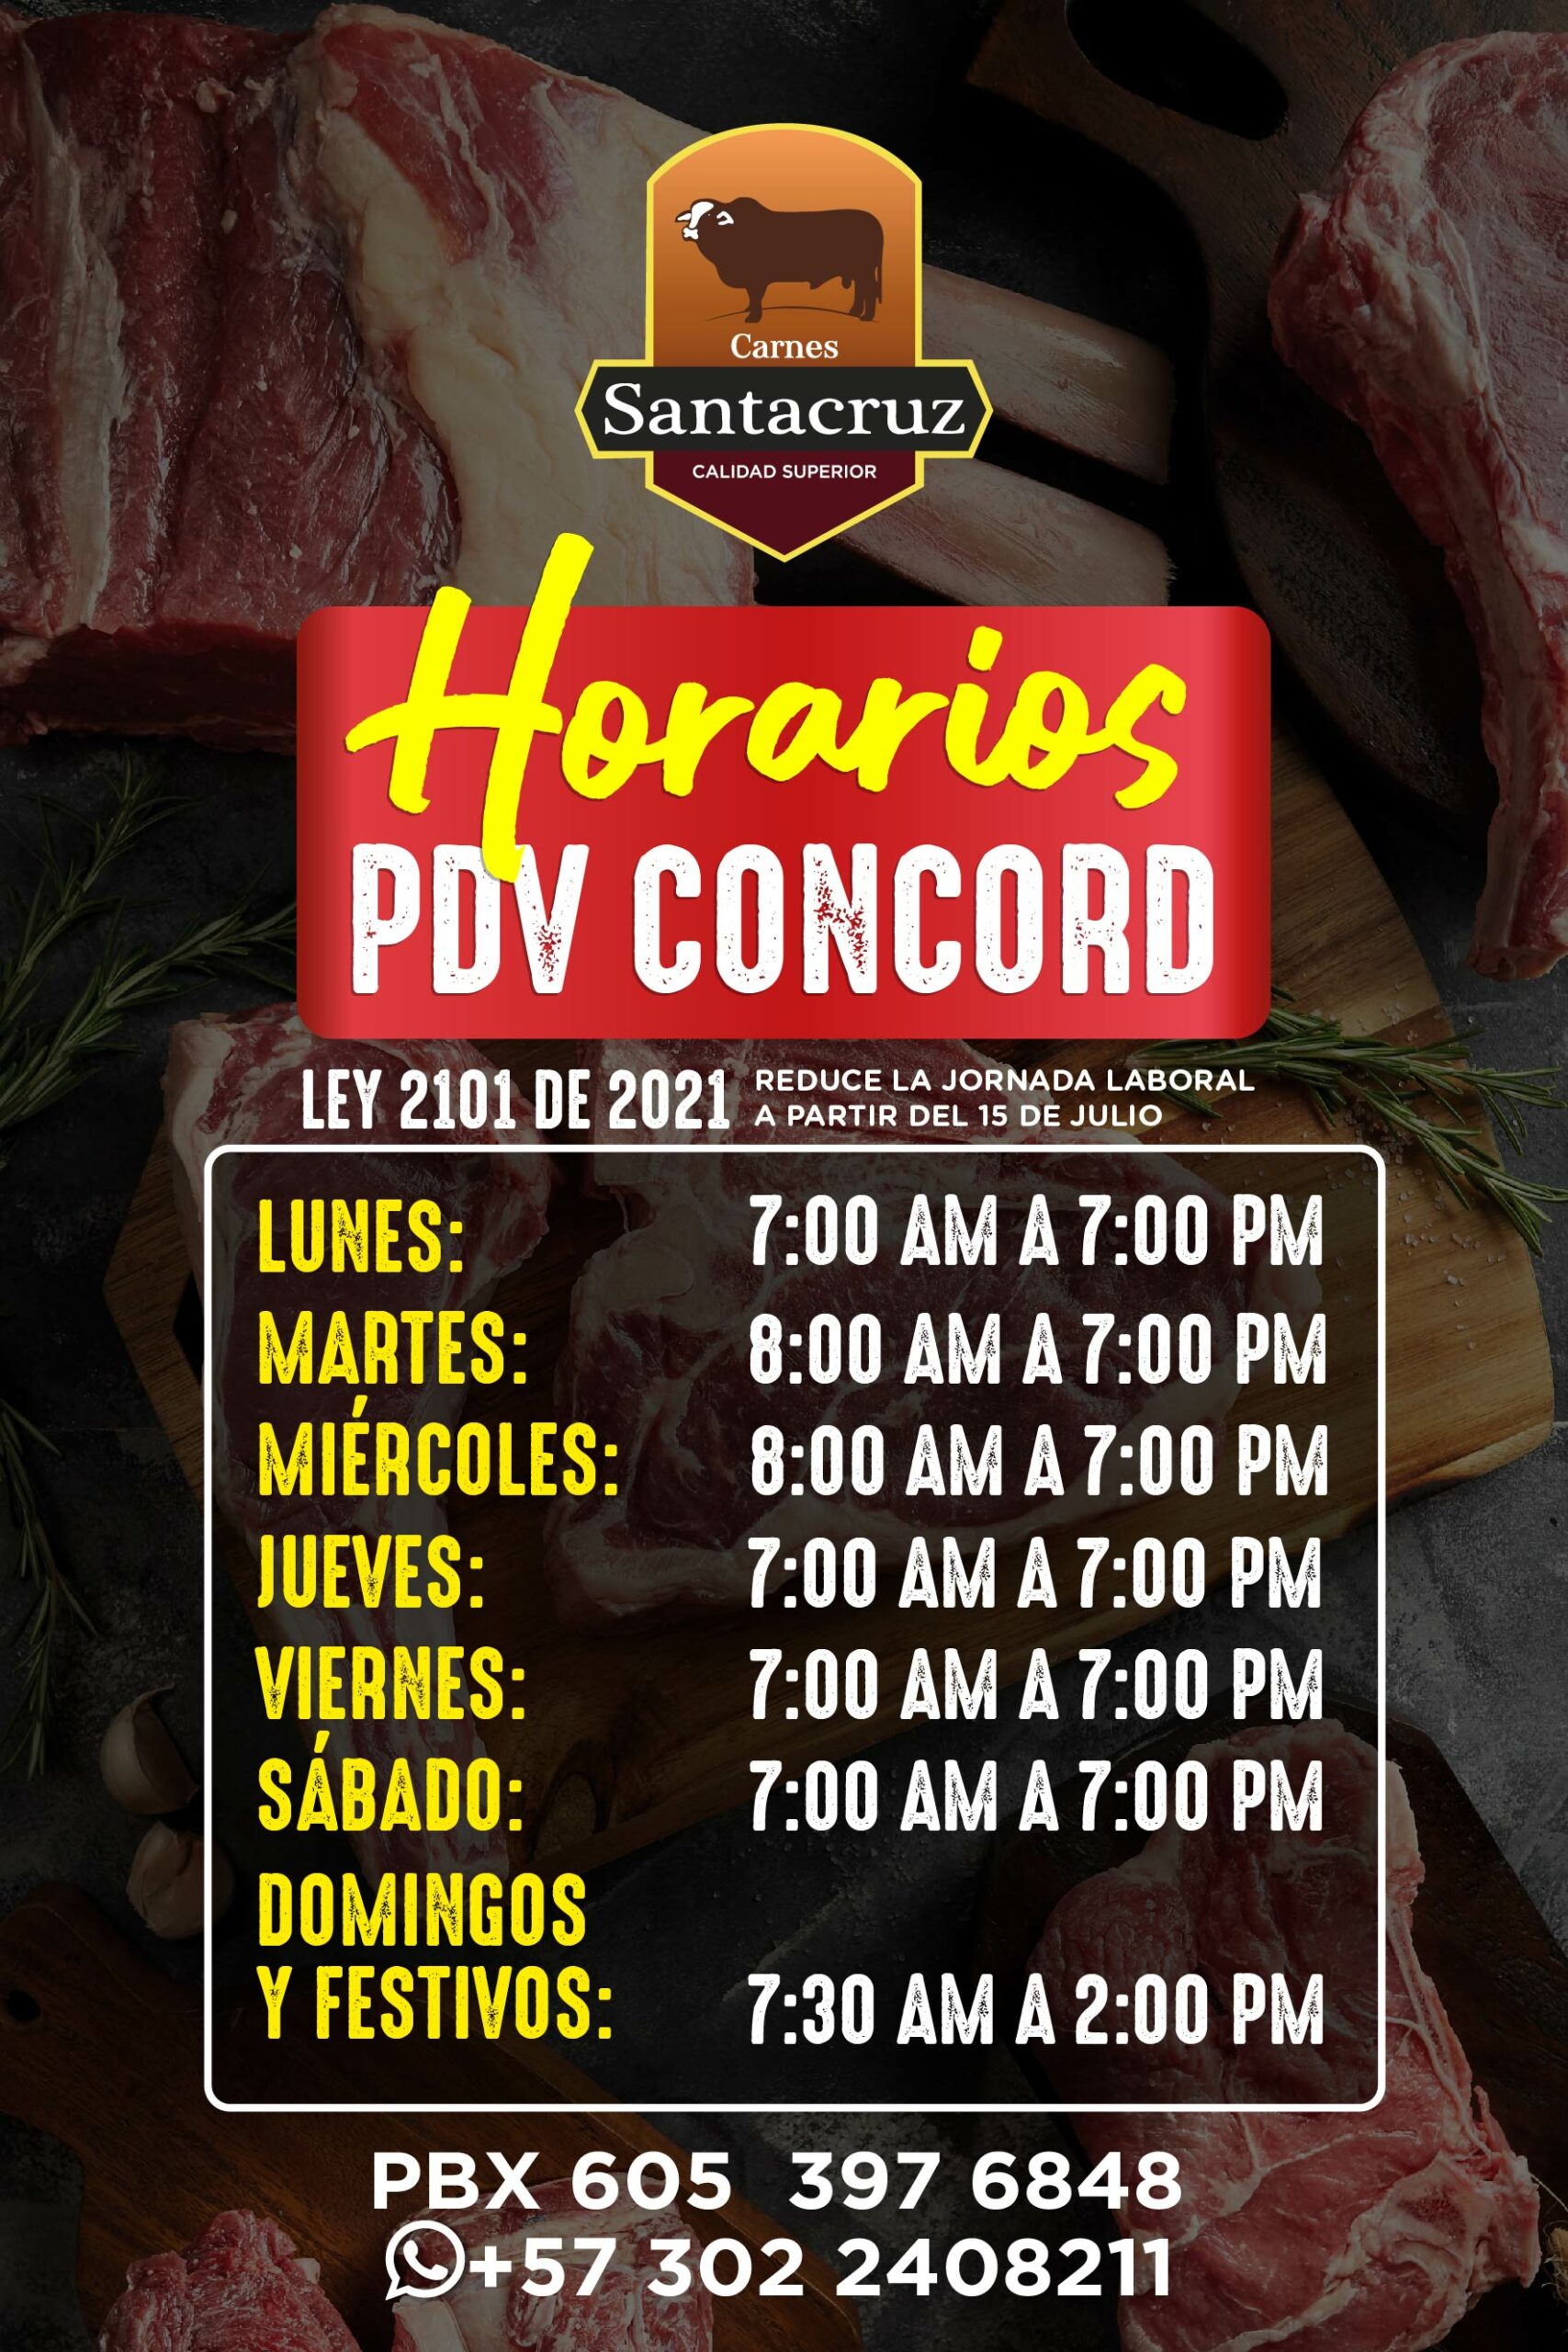 Carnes
Santacruz
CALIDAD SUPERIOR
Horarios
PDV CONCORD
LEY 2101 DE 2021 REDUCE LA JORNADA LABORAL
A PARTIR DEL 15 DE JULIO
LUNES: 7:00 AM A 7:00 PM
MARTES: 8:00 AM A 7:00 PM
MIÉRCOLES: 8:00 AM A 7:00 PM
JUEVES: 7:00 AM A 7:00 PM
VIERNES: 7:00 AM A 7:00 PM
SÁBADO: 7:00 AM A 7:00 PM
DOMINGOS
Y FESTIVOS: 7:30 AM A 2:00 PM
PBX 605 397 6848
+57 302 2408211